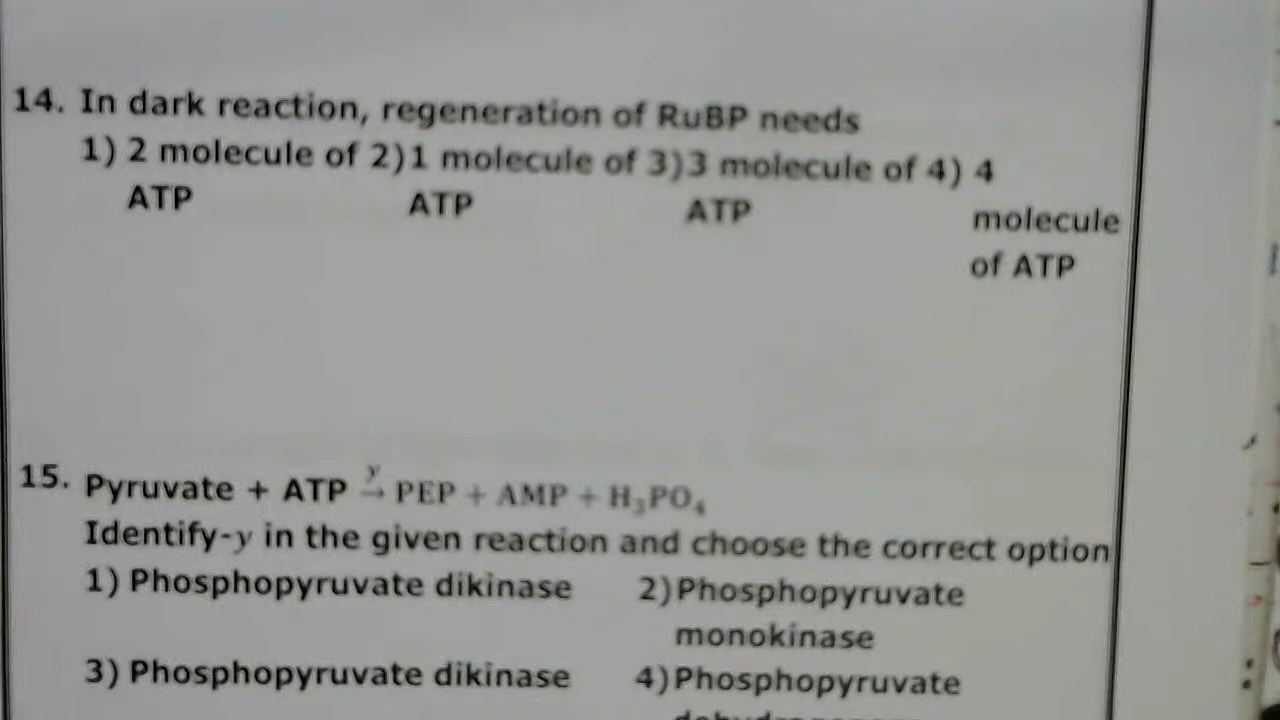 14. In dark reaction, regeneration of RuBP needs
1) 2 molecule of 2)1 molecule of 3)3 molecule of 4) 4
ATP ATP ATP molecule
of ATP
15. Pyruvate + ATP →^y PEP + AMP + H₃PO₄
Identify-y in the given reaction and choose the correct option
1) Phosphopyruvate dikinase 2)Phosphopyruvate
monokinase
3) Phosphopyruvate dikinase 4)Phosphopyruvate